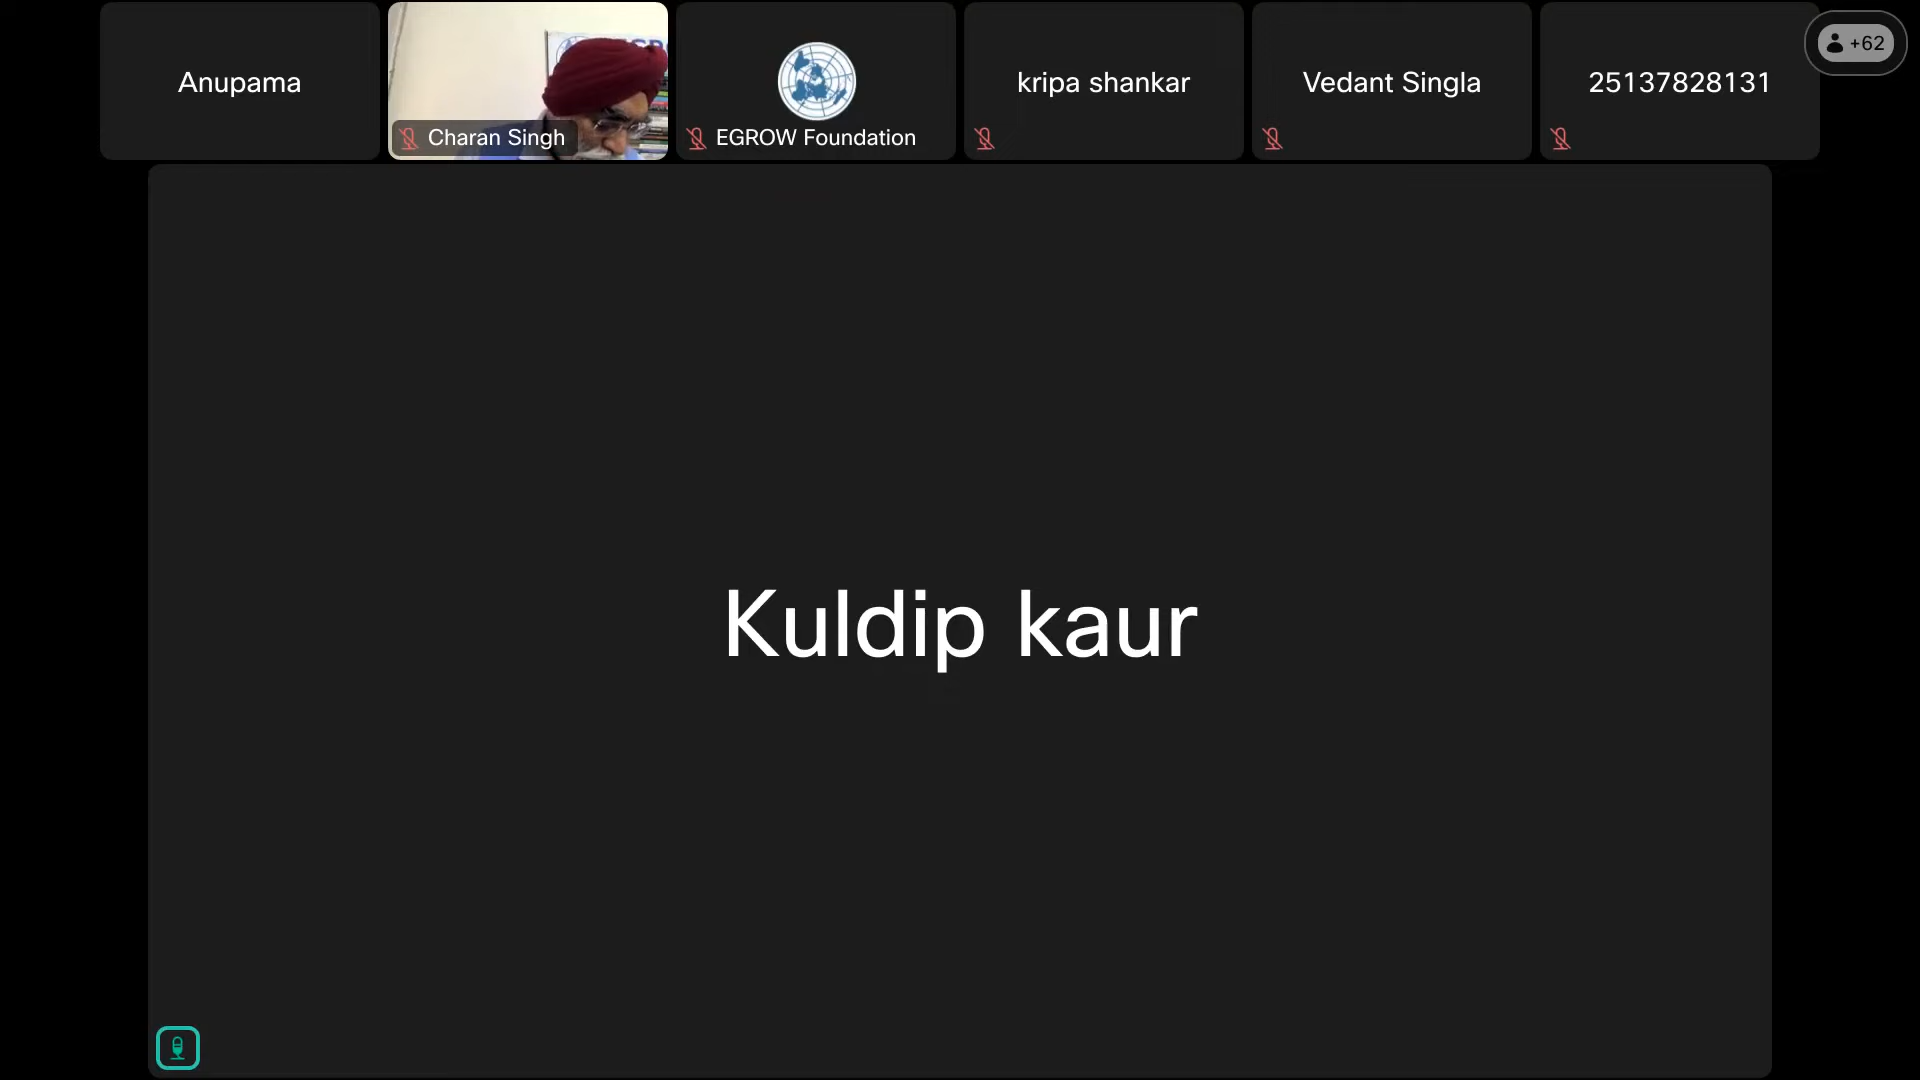 Anupama
Charan Singh
EGROW Foundation
kripa shankar
Vedant Singla
25137828131
+62
Kuldip kaur